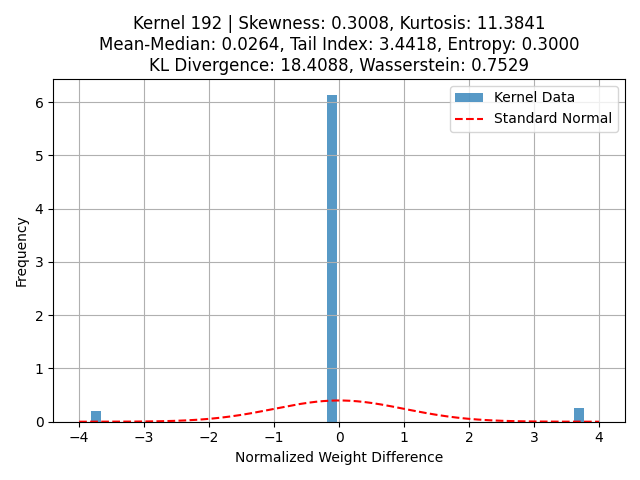 Kernel 192 | Skewness: 0.3008, Kurtosis: 11.3841
Mean-Median: 0.0264, Tail Index: 3.4418, Entropy: 0.3000
KL Divergence: 18.4088, Wasserstein: 0.7529
Kernel Data
Standard Normal
Frequency
6
5
4
3
2
1
0
−4 −3 −2 −1 0 1 2 3 4
Normalized Weight Difference